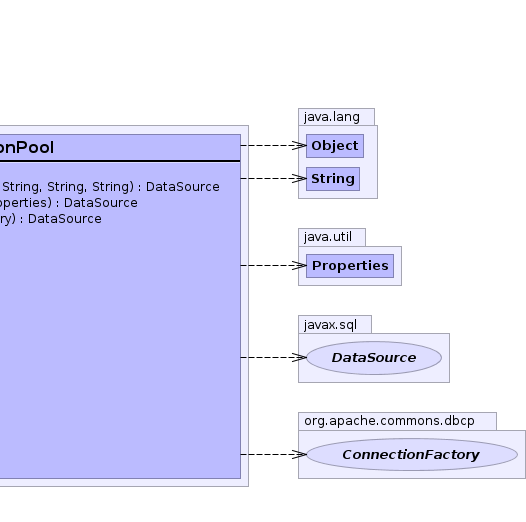 java.lang
Object
String
onPool
String, String, String) : DataSource
operties) : DataSource
ry) : DataSource
java.util
Properties
javax.sql
DataSource
org.apache.commons.dbcp
ConnectionFactory